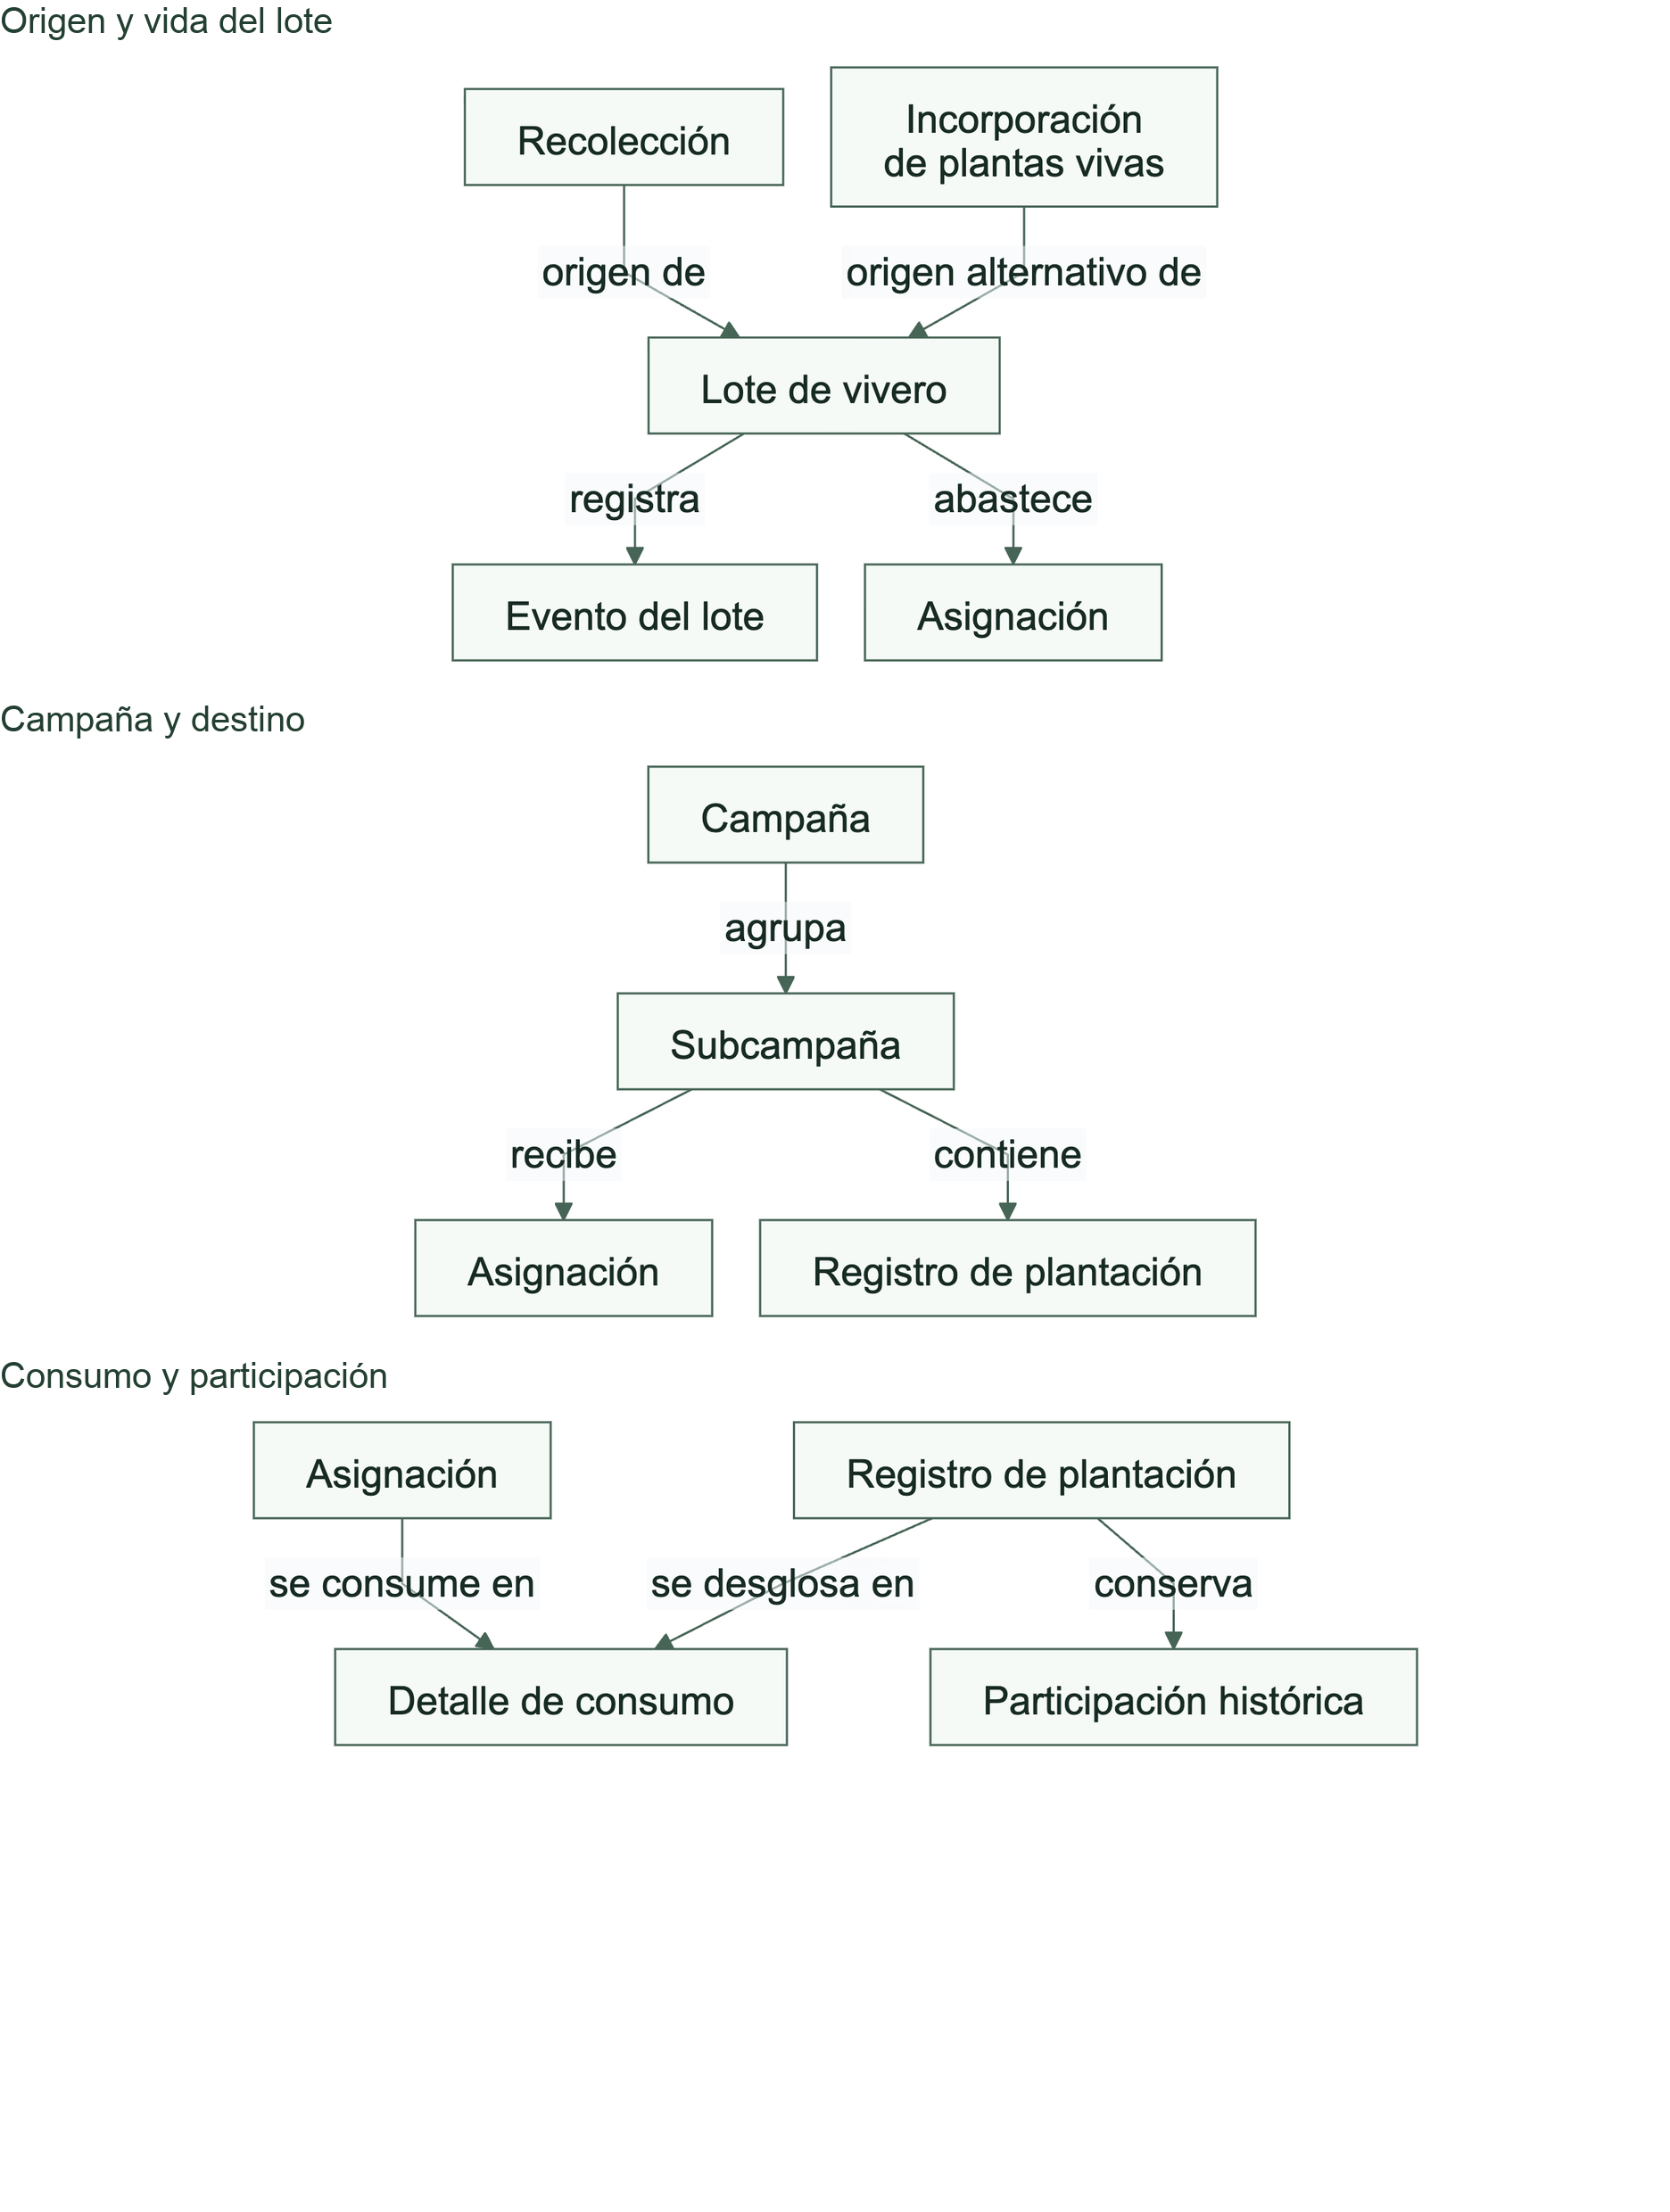 Origen y vida del lote
Recolección
Incorporación
de plantas vivas
origen de
origen alternativo de
Lote de vivero
registra
abastece
Evento del lote
Asignación
Campaña y destino
Campaña
agrupa
Subcampaña
recibe
contiene
Asignación
Registro de plantación
Consumo y participación
Asignación
Registro de plantación
se consume en
se desglosa en
conserva
Detalle de consumo
Participación histórica